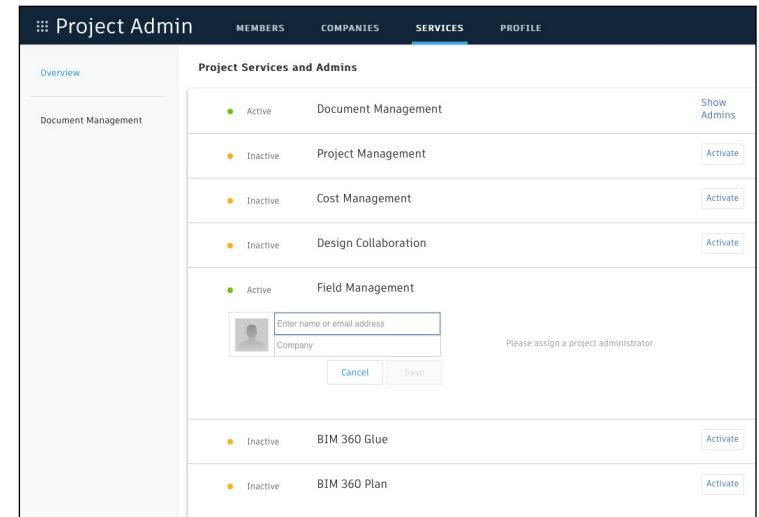 Project Admin MEMBERS COMPANIES SERVICES PROFILE
Overview
Document Management
Project Services and Admins
Active Document Management Show
Admins
Inactive Project Management Activate
Inactive Cost Management Activate
Inactive Design Collaboration Activate
Active Field Management
Enter name or email address
Company
Please assign a project administrator
Cancel Save
Inactive BIM 360 Glue Activate
Inactive BIM 360 Plan Activate